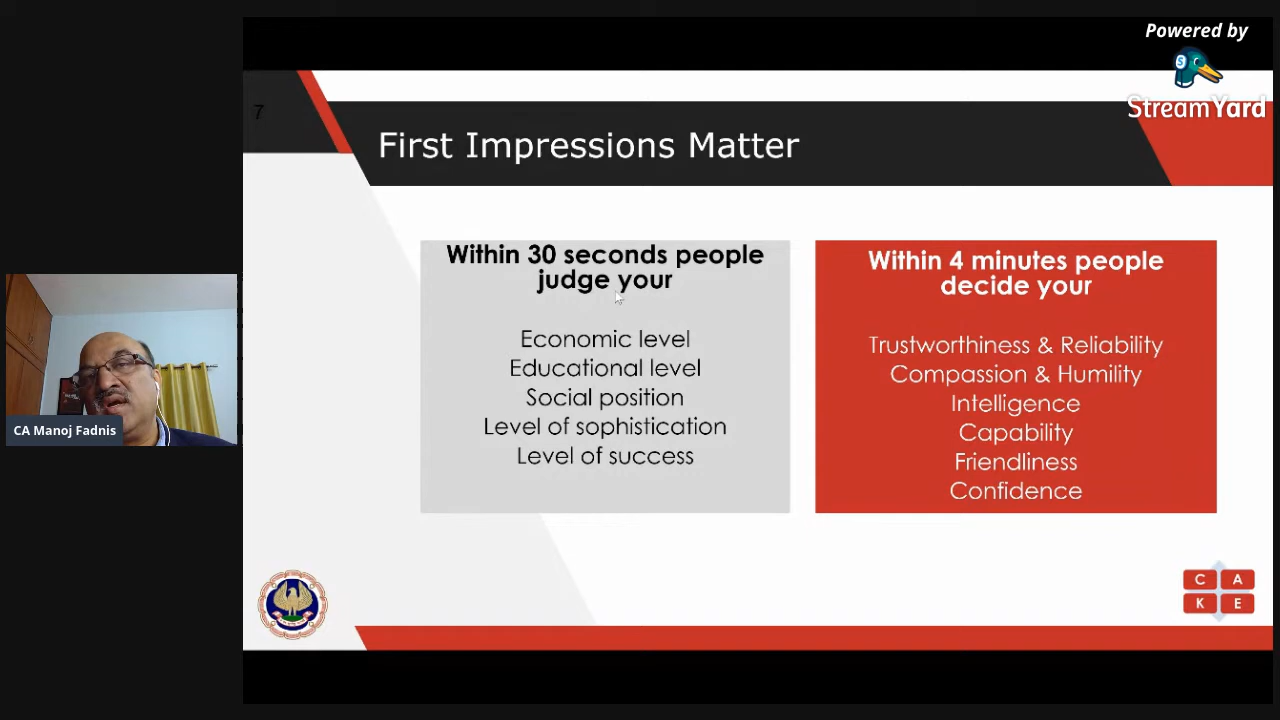 Powered by
StreamYard
7
First Impressions Matter
Within 30 seconds people
judge your
Economic level
Educational level
Social position
Level of sophistication
Level of success
Within 4 minutes people
decide your
Trustworthiness & Reliability
Compassion & Humility
Intelligence
Capability
Friendliness
Confidence
CA Manoj Fadnis
C A
K E